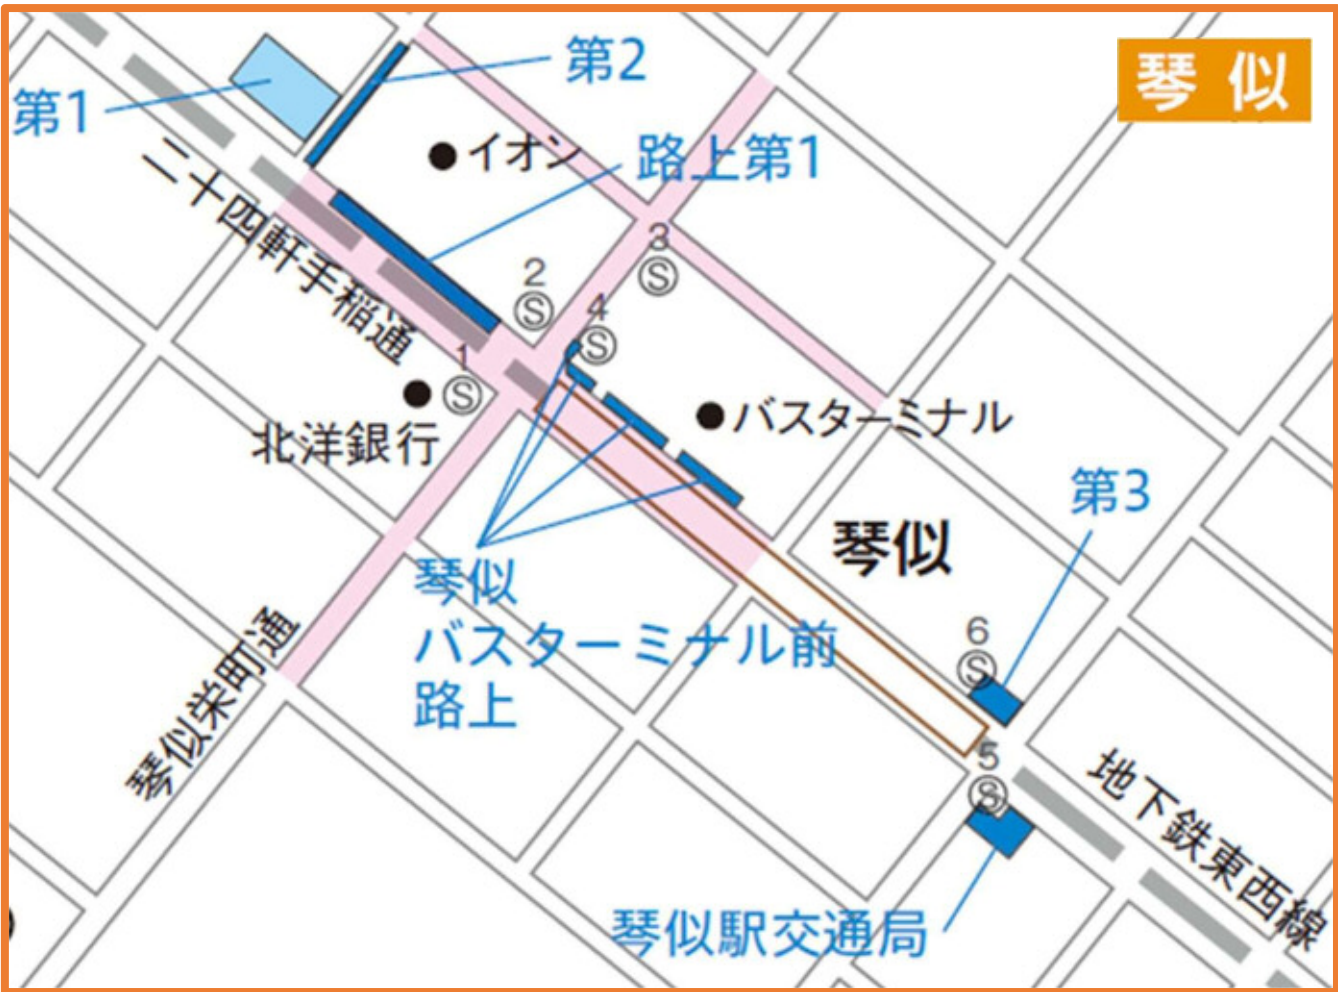 琴似
第2
第1
イオン
路上第1
二十四軒手稲通
3
Ⓢ
2
Ⓢ
4
Ⓢ
1
Ⓢ
北洋銀行
バスターミナル
第3
琴似
琴似
バスターミナル前
路上
琴似栄町通
6
Ⓢ
5
Ⓢ
地下鉄東西線
琴似駅交通局